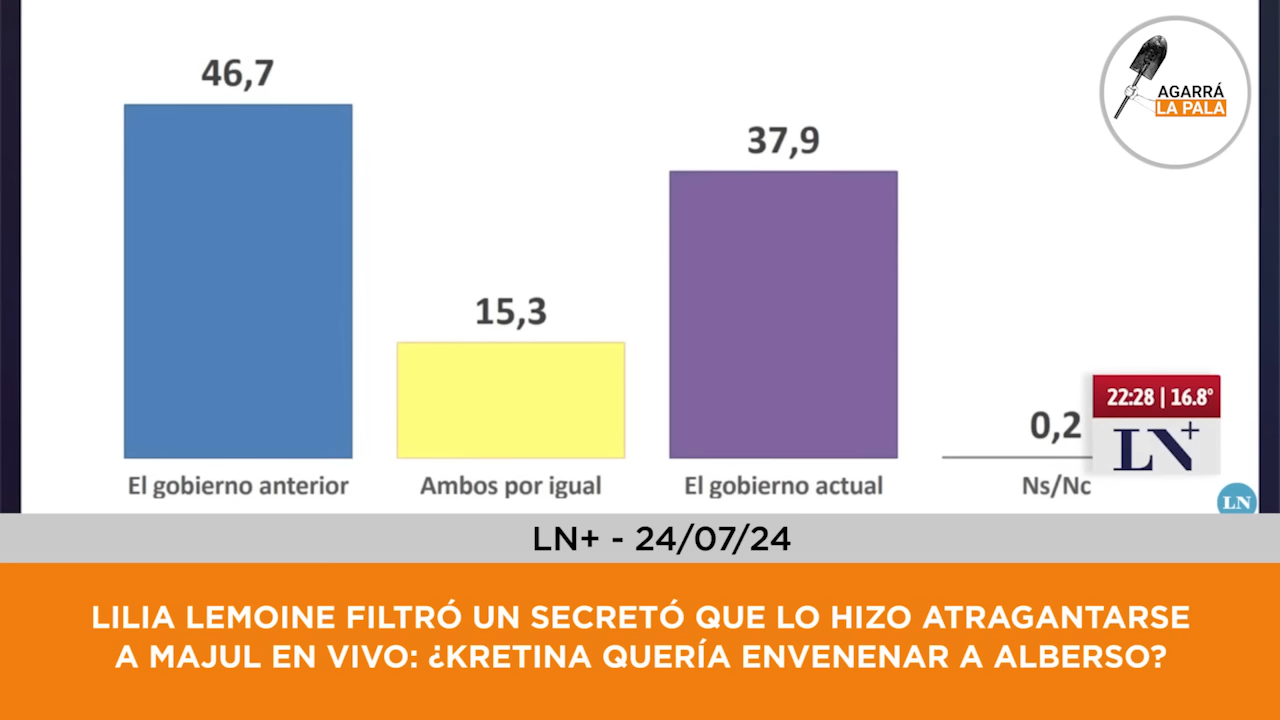 46,7
AGARRÁ
LA PALA
37,9
15,3
22:28 | 16.8°
0,2
LN+
El gobierno anterior
Ambos por igual
El gobierno actual
Ns/Nc
LN
LN+ - 24/07/24
LILIA LEMOINE FILTRÓ UN SECRETÓ QUE LO HIZO ATRAGANTARSE
A MAJUL EN VIVO: ¿KRETINA QUERÍA ENVENENAR A ALBERSO?